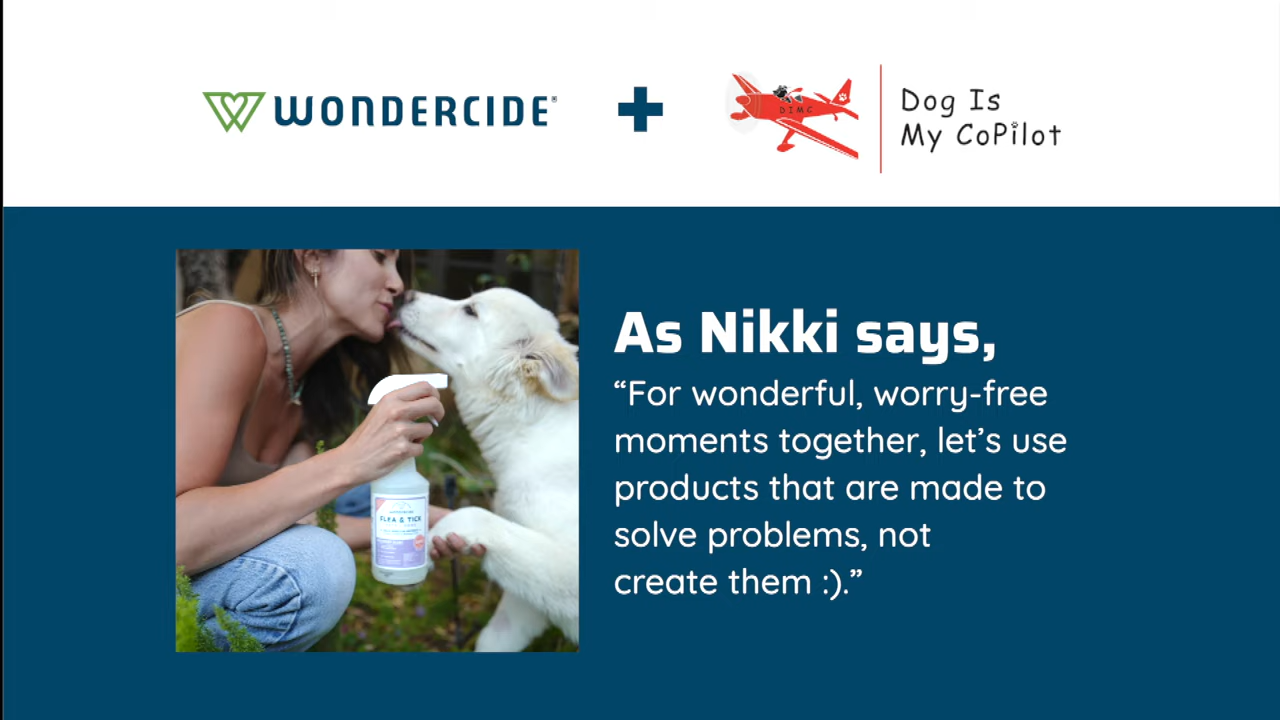 WONDERCIDE®
DIMC
Dog Is
My CoPilot
As Nikki says,
“For wonderful, worry-free
moments together, let’s use
products that are made to
solve problems, not
create them :).”
FLEA & TICK